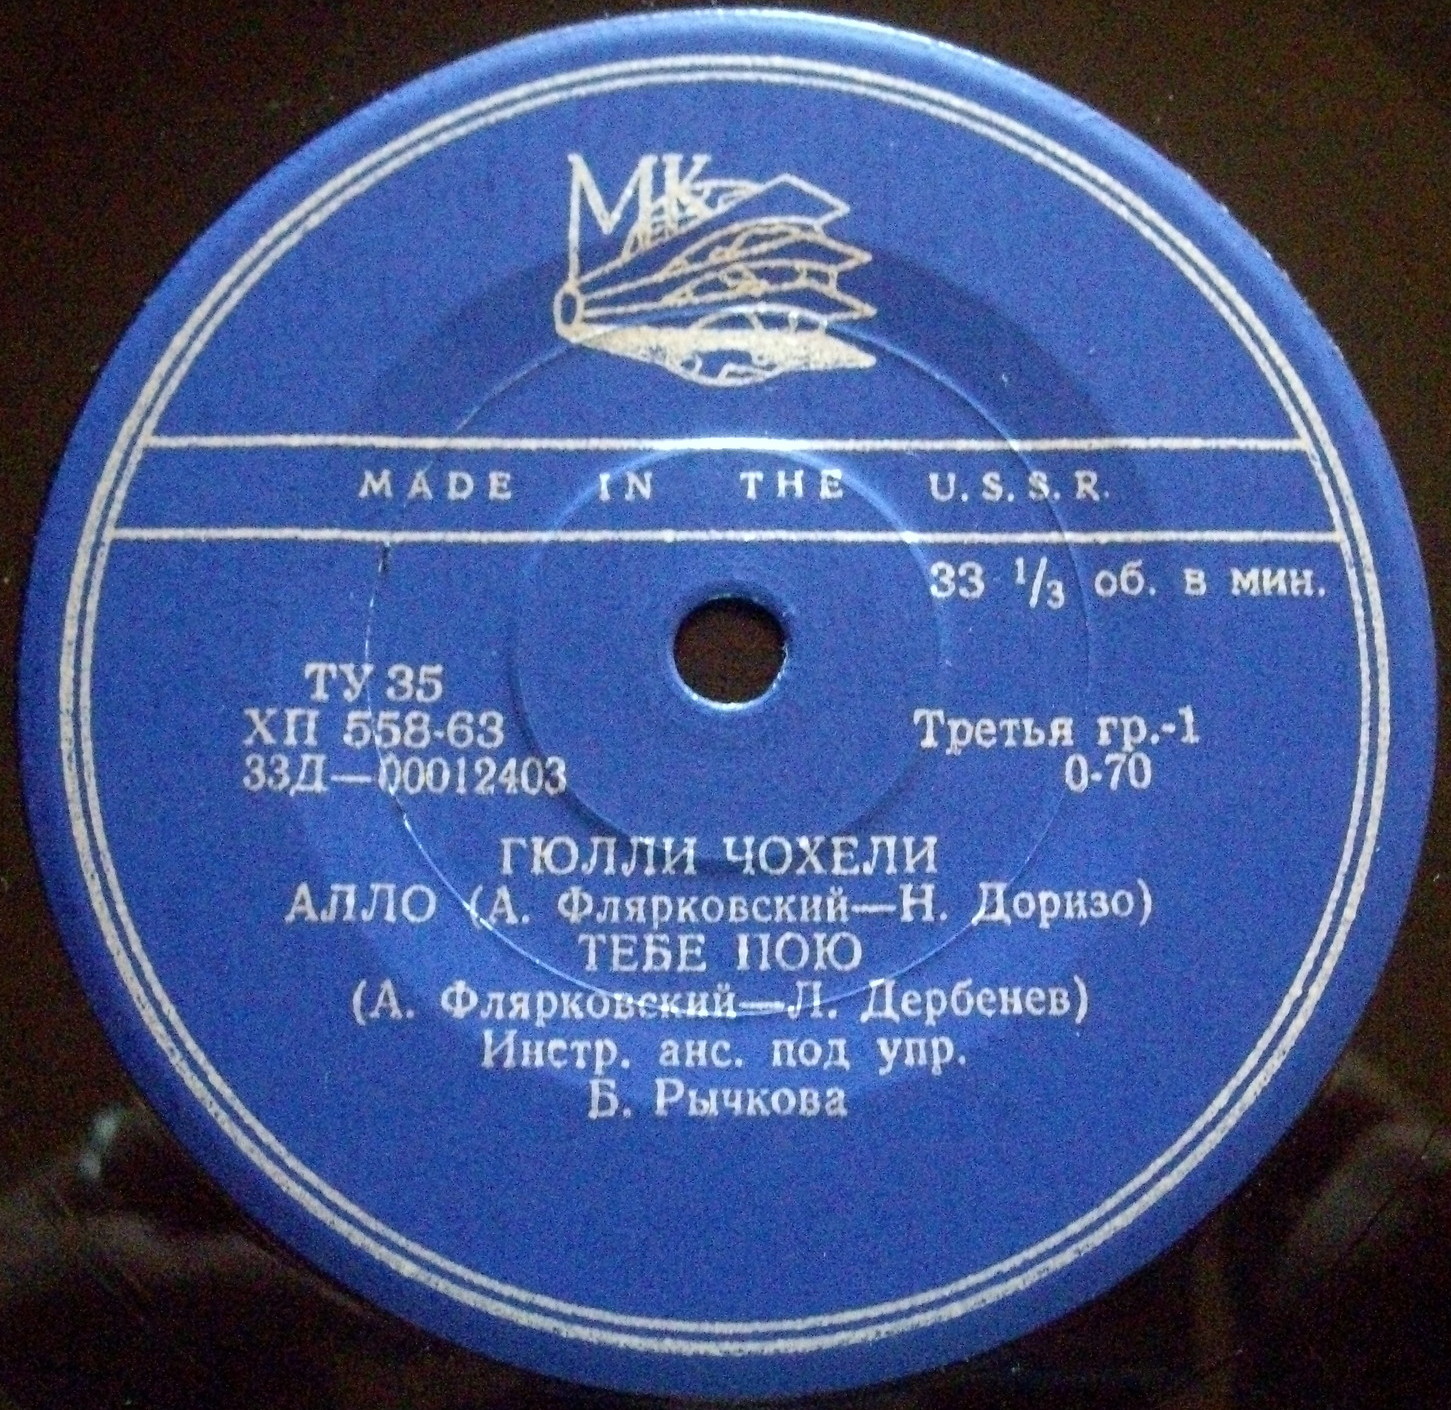 МК
MADE IN THE U.S.S.R.
33 1/3 об. в мин.
ТУ 35
ХП 558-63
33Д—00012403
Третья гр.-1
0-70
ГЮЛЛИ ЧОХЕЛИ
АЛЛО (А. Флярковский—Н. Доризо)
ТЕБЕ ПОЮ
(А. Флярковский—Л. Дербенев)
Инстр. анс. под упр.
Б. Рычкова